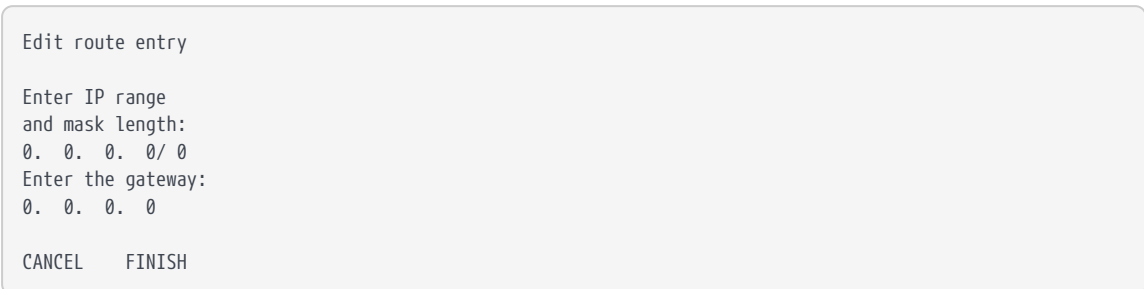 Edit route entry
Enter IP range
and mask length:
0.  0.  0.  0/ 0
Enter the gateway:
0.  0.  0.  0
CANCEL    FINISH